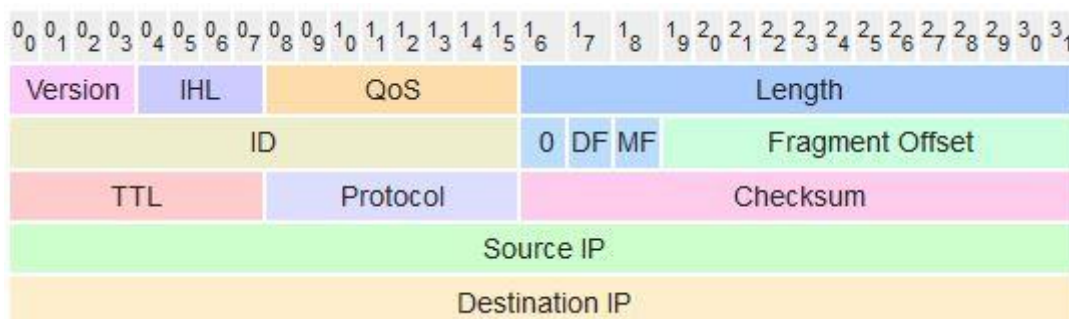 00 01 02 03 04 05 06 07 08 09 10 11 12 13 14 15 16 17 18 19 20 21 22 23 24 25 26 27 28 29 30 31
Version IHL QoS Length
ID 0 DF MF Fragment Offset
TTL Protocol Checksum
Source IP
Destination IP